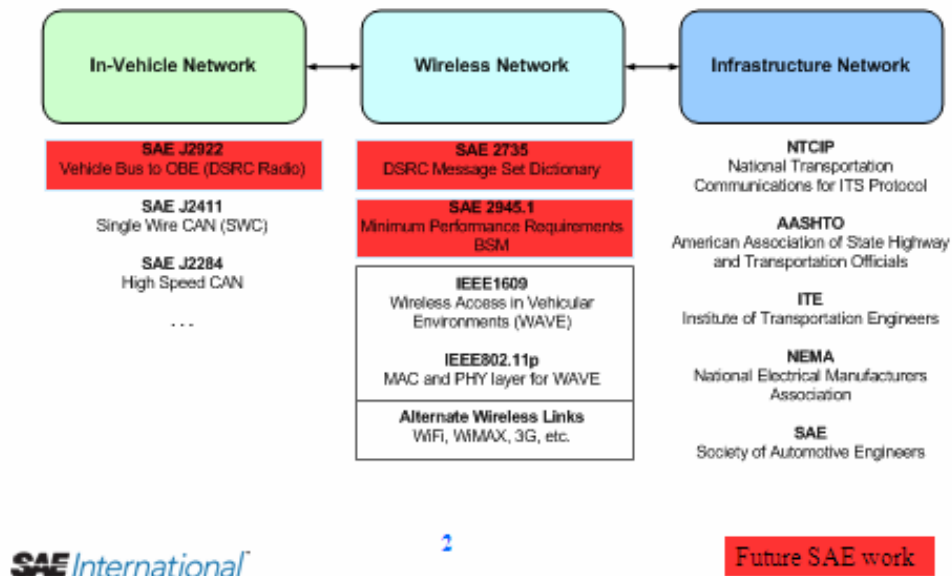 In-Vehicle Network
Wireless Network
Infrastructure Network
SAE J2922
Vehicle Bus to OBE (DSRC Radio)
SAE J2411
Single Wire CAN (SWC)
SAE J2284
High Speed CAN
...
SAE 2735
DSRC Message Set Dictionary
SAE 2945.1
Minimum Performance Requirements
BSM
IEEE1609
Wireless Access in Vehicular
Environments (WAVE)
IEEE802.11p
MAC and PHY layer for WAVE
Alternate Wireless Links
WiFi, WiMAX, 3G, etc.
NTCIP
National Transportation
Communications for ITS Protocol
AASHTO
American Association of State Highway
and Transportation Officials
ITE
Institute of Transportation Engineers
NEMA
National Electrical Manufacturers
Association
SAE
Society of Automotive Engineers
SAE International
2
Future SAE work